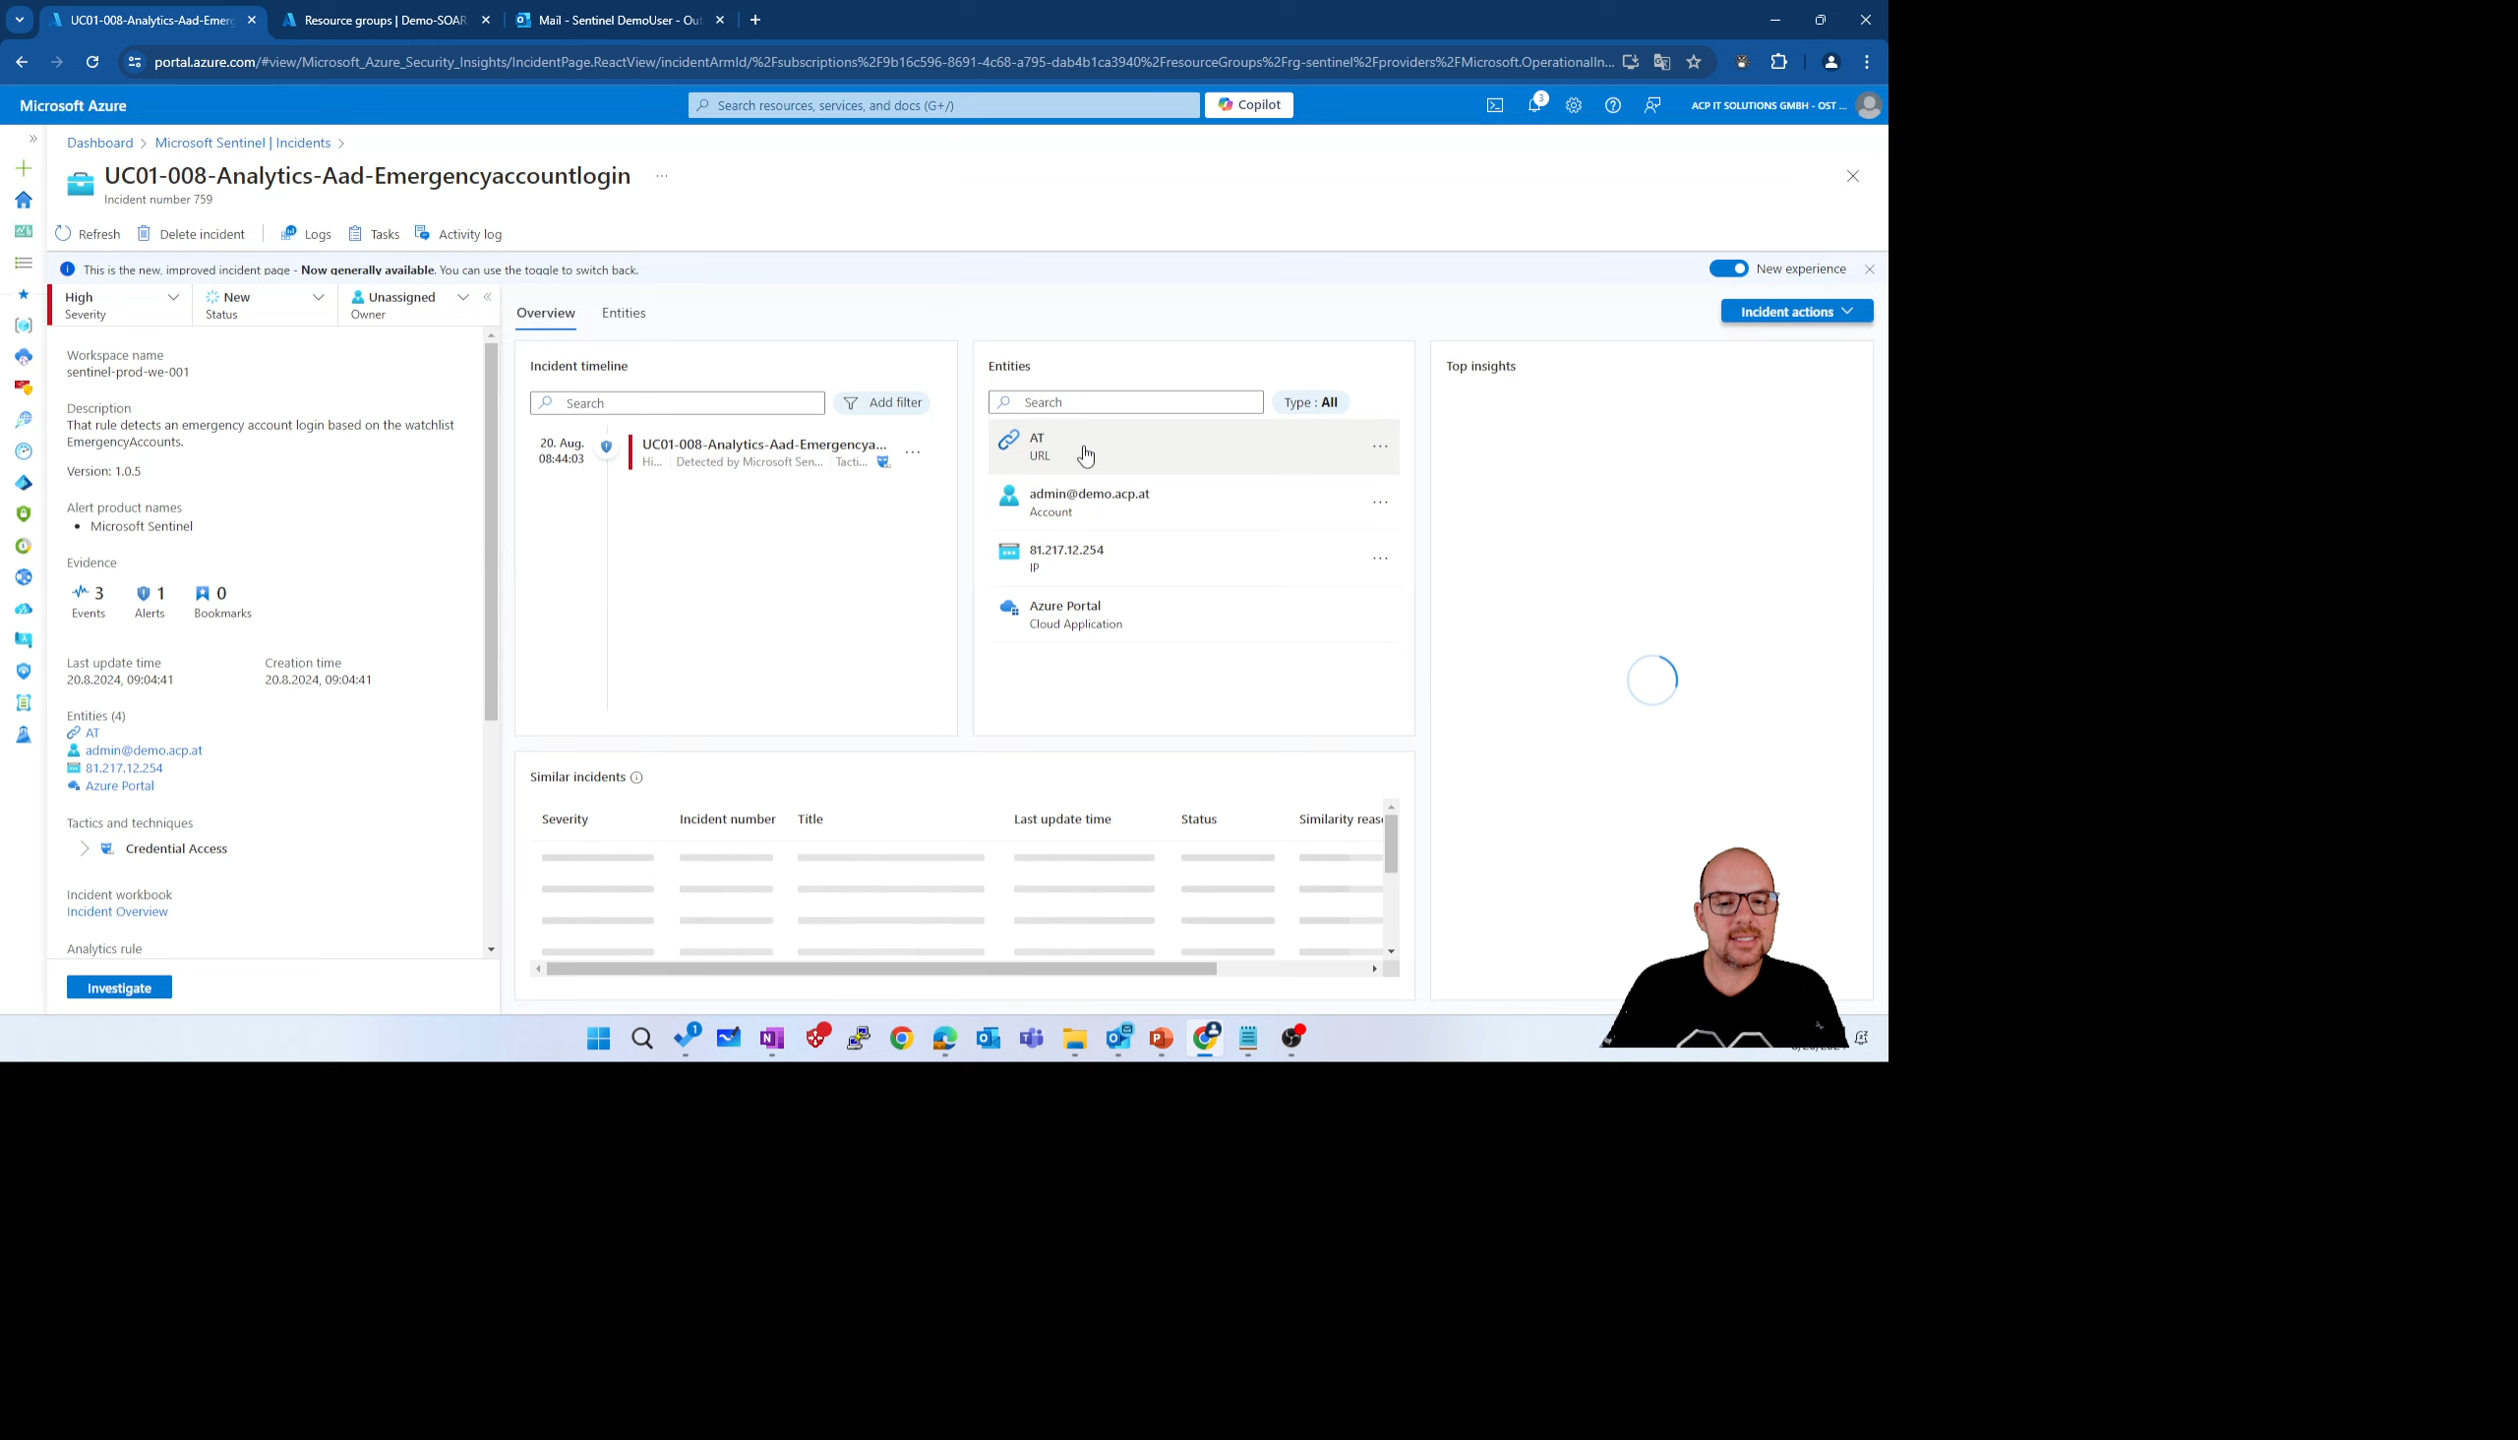 UC01-008-Analytics-Aad-Emerg
Resource groups | Demo-SOAR
Mail - Sentinel DemoUser - Out
portal.azure.com/#view/Microsoft_Azure_Security_Insights/IncidentPage.ReactView/incidentArmId/%2Fsubscriptions%2F9b16c596-8691-4c68-a795-dab4b1ca3940%2FresourceGroups%2Frg-sentinel%2Fproviders%2FMicrosoft.OperationalIn...
Microsoft Azure
Search resources, services, and docs (G+/)
Copilot
3
ACP IT SOLUTIONS GMBH - OST ...
Dashboard > Microsoft Sentinel | Incidents >
UC01-008-Analytics-Aad-Emergencyaccountlogin ...
Incident number 759
Refresh
Delete incident
Logs
Tasks
Activity log
This is the new, improved incident page - Now generally available. You can use the toggle to switch back.
New experience
High
Severity
New
Status
Unassigned
Owner
Overview
Entities
Incident actions
Workspace name
sentinel-prod-we-001
Description
That rule detects an emergency account login based on the watchlist
EmergencyAccounts.
Version: 1.0.5
Alert product names
• Microsoft Sentinel
Evidence
3
Events
1
Alerts
0
Bookmarks
Last update time
20.8.2024, 09:04:41
Creation time
20.8.2024, 09:04:41
Entities (4)
AT
admin@demo.acp.at
81.217.12.254
Azure Portal
Tactics and techniques
Credential Access
Incident workbook
Incident Overview
Analytics rule
Investigate
Incident timeline
Search
Add filter
20. Aug.
08:44:03
UC01-008-Analytics-Aad-Emergencya...
Hi... | Detected by Microsoft Sen... | Tacti...
Entities
Search
Type : All
AT
URL
admin@demo.acp.at
Account
81.217.12.254
IP
Azure Portal
Cloud Application
Top insights
Similar incidents
Severity
Incident number
Title
Last update time
Status
Similarity reas
1